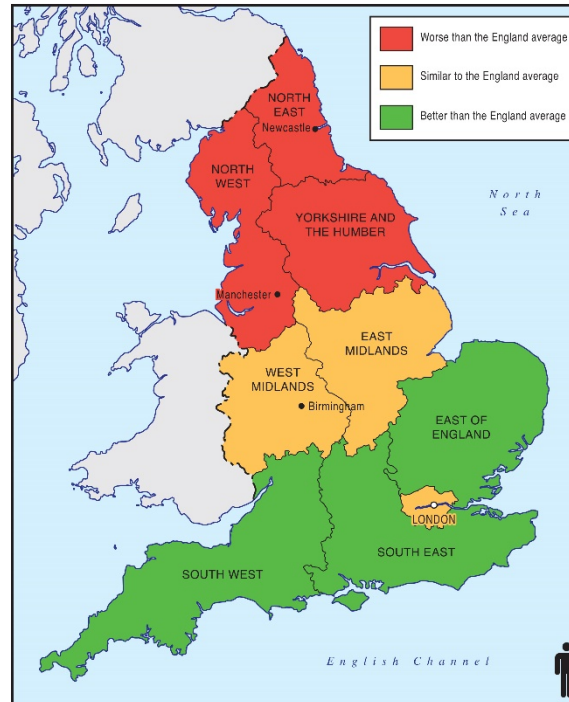 Worse than the England average
Similar to the England average
Better than the England average
NORTH
EAST
Newcastle
NORTH
WEST
North
Sea
YORKSHIRE AND
THE HUMBER
Manchester
EAST
MIDLANDS
WEST
MIDLANDS
Birmingham
EAST OF
ENGLAND
LONDON
SOUTH EAST
SOUTH WEST
English Channel